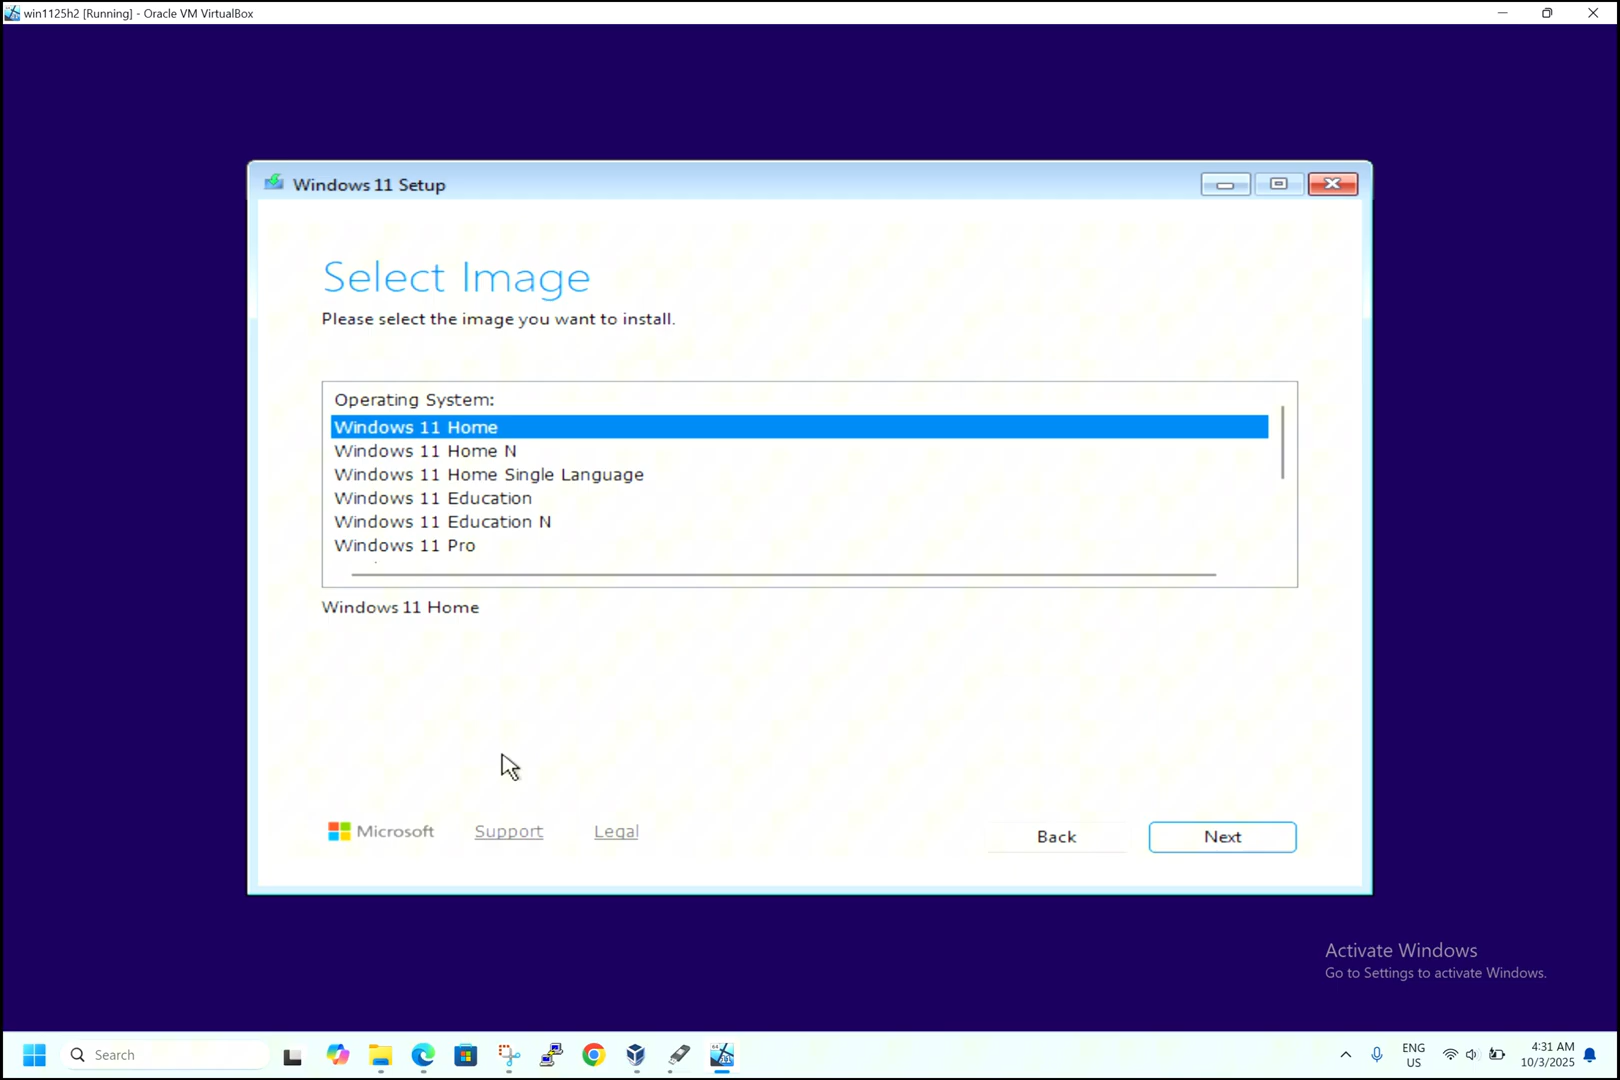 win1125h2 [Running] - Oracle VM VirtualBox
Windows 11 Setup
Select Image
Please select the image you want to install.
Operating System:
Windows 11 Home
Windows 11 Home N
Windows 11 Home Single Language
Windows 11 Education
Windows 11 Education N
Windows 11 Pro
Windows 11 Home
Microsoft Support Legal Back Next
Activate Windows
Go to Settings to activate Windows.
Search
ENG
US
4:31 AM
10/3/2025